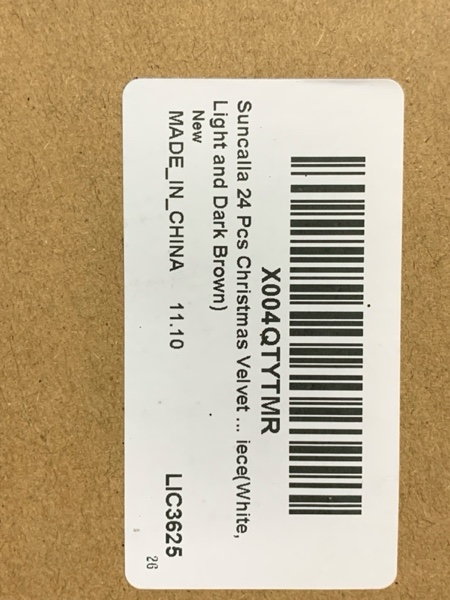 X004QTYTMR
Suncalla 24 Pcs Christmas Velvet ... iece(White,
Light and Dark Brown)
New
MADE_IN_CHINA 11.10 LIC3625
26